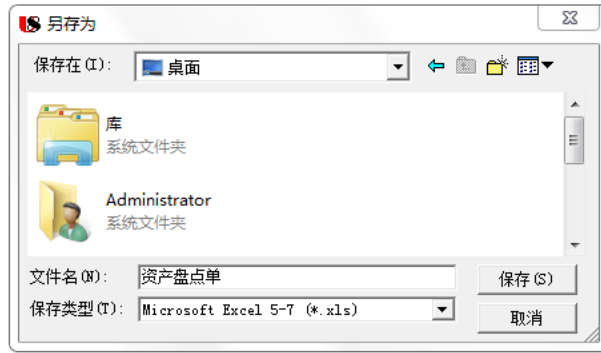 另存为
保存在(I):
桌面
库
系统文件夹
Administrator
系统文件夹
文件名(N):
资产盘点单
保存(S)
保存类型(T):
Microsoft Excel 5-7 (*.xls)
取消